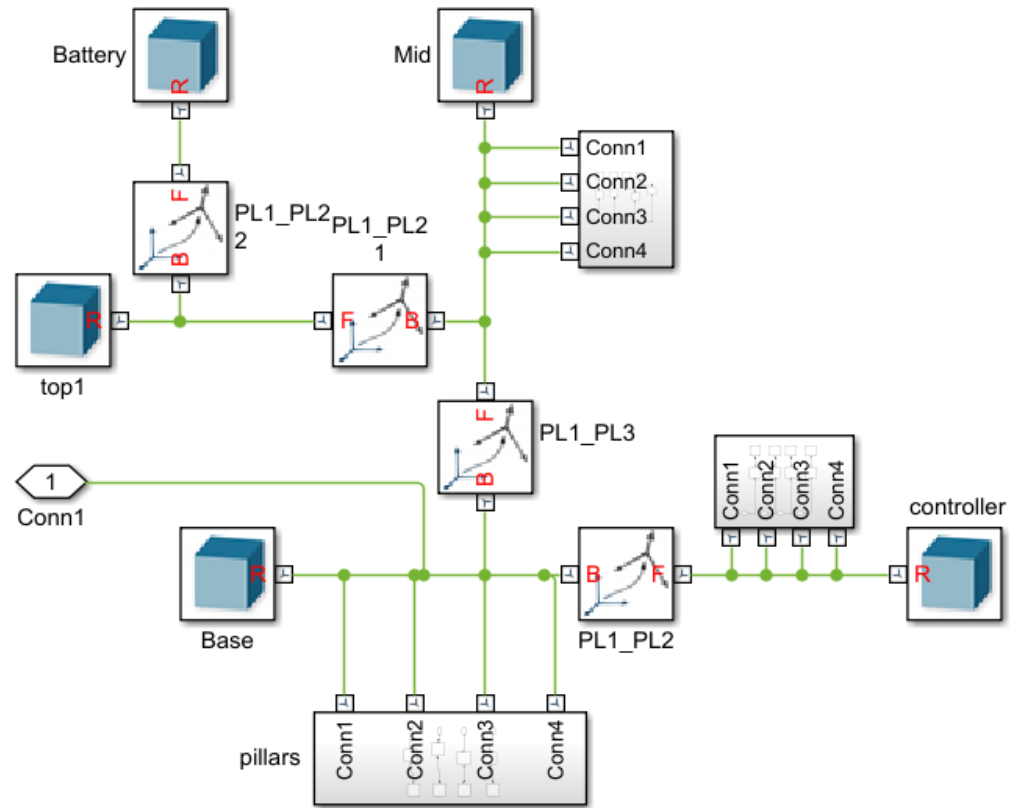 Battery
R
Mid
R
Conn1
Conn2
Conn3
Conn4
F
B
PL1_PL2
2
PL1_PL2
1
R
top1
F
B
F
B
PL1_PL3
1
Conn1
Conn1
Conn2
Conn3
Conn4
controller
R
R
Base
B
F
PL1_PL2
pillars
Conn1
Conn2
Conn3
Conn4